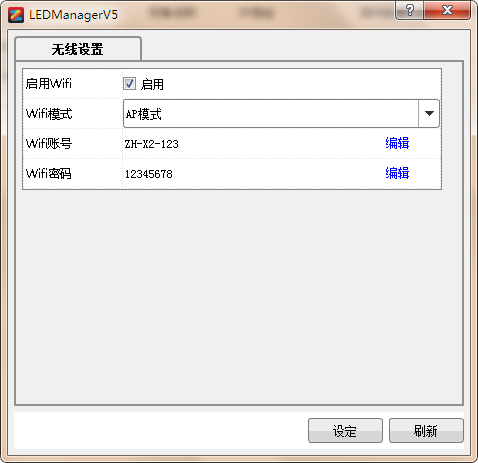 LEDManagerV5
无线设置
启用Wifi 启用
Wifi模式 AP模式
Wifi账号 ZH-X2-123 编辑
Wifi密码 12345678 编辑
设定 刷新